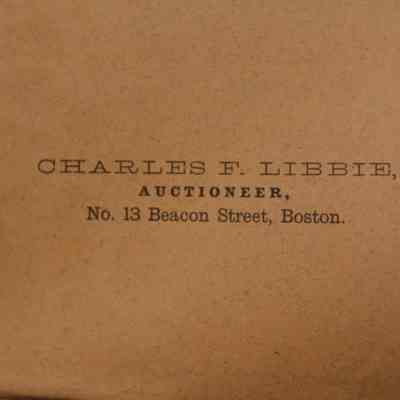 CHARLES F. LIBBIE,
AUCTIONEER,
No. 13 Beacon Street, Boston.